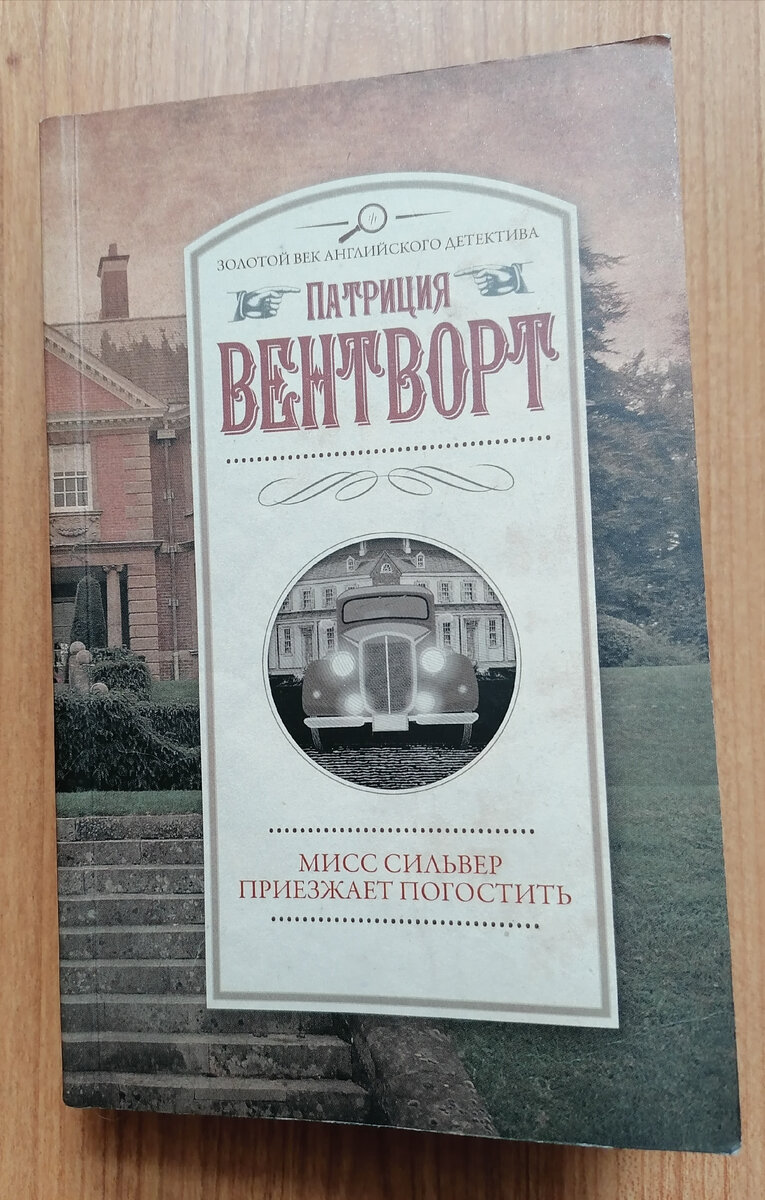 ЗОЛОТОЙ ВЕК АНГЛИЙСКОГО ДЕТЕКТИВА
ПАТРИЦИЯ
ВЕНТВОРТ
МИСС СИЛЬВЕР
ПРИЕЗЖАЕТ ПОГОСТИТЬ